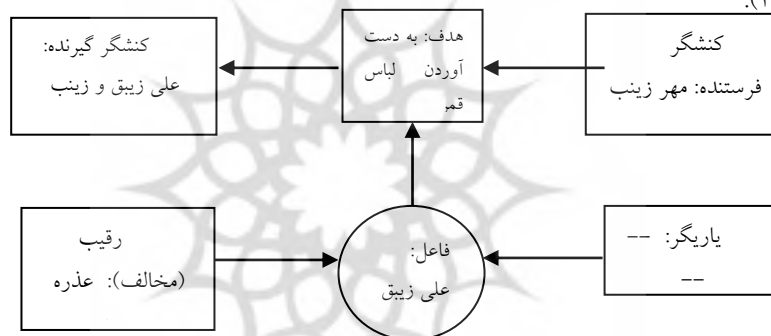 ۱).
کنشگر
فرستنده: مهر زینب
هدف: به دست
آوردن لباس
قمر
کنشگر گیرنده:
علی زیبق و زینب
یاریگر: --
--
فاعل:
علی زیبق
رقیب
(مخالف): عذره